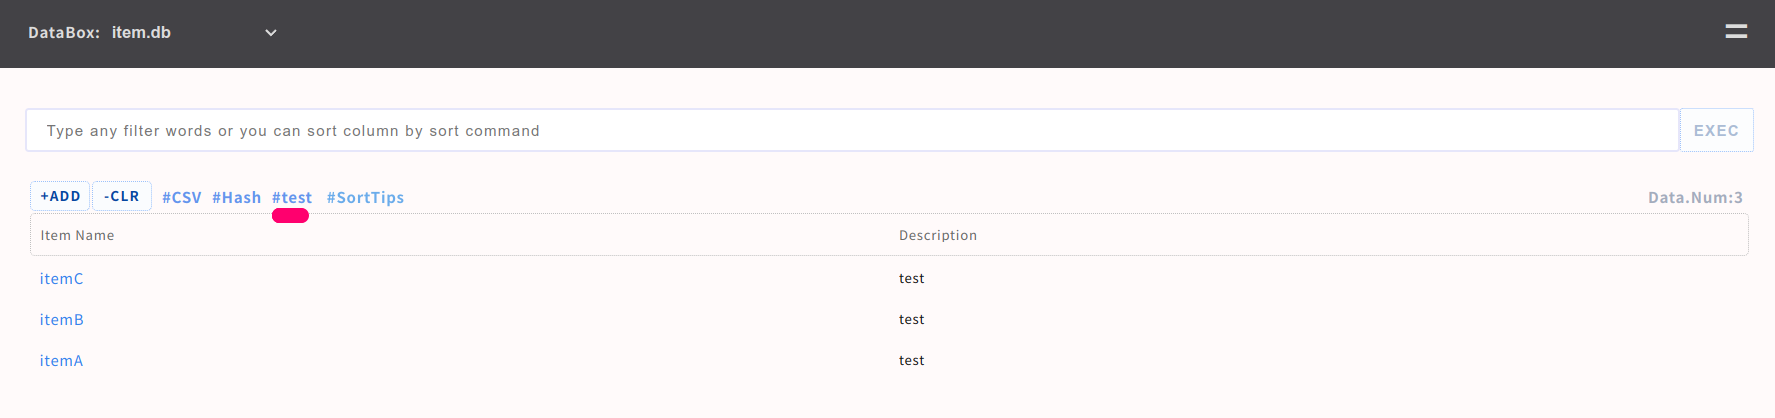 DataBox: item.db
Type any filter words or you can sort column by sort command EXEC
+ADD -CLR #CSV #Hash #test #SortTips Data.Num:3
Item Name Description
itemC test
itemB test
itemA test